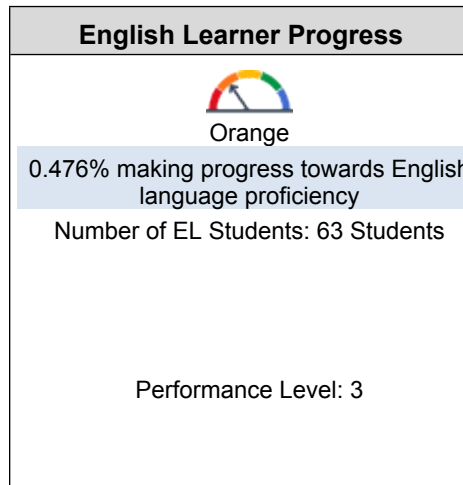 English Learner Progress
Orange
0.476% making progress towards English
language proficiency
Number of EL Students: 63 Students
Performance Level: 3